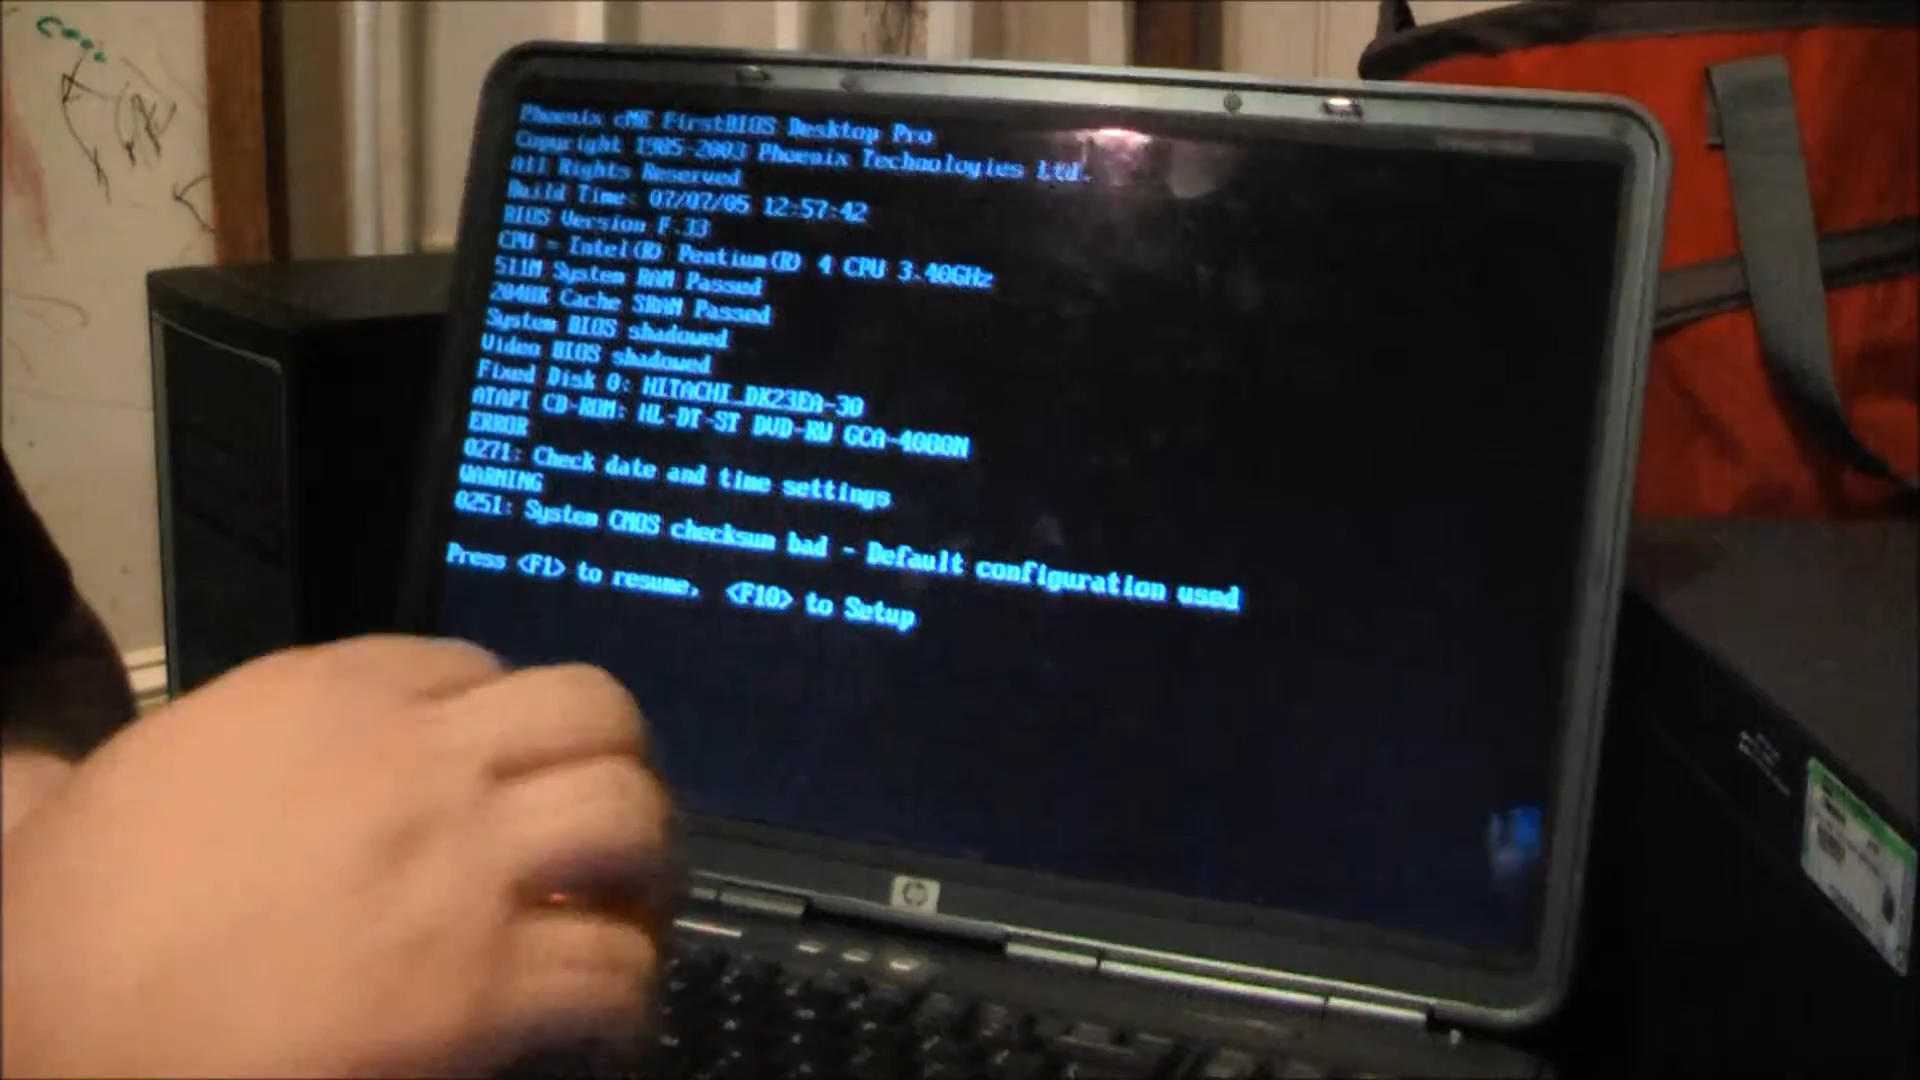 Phoenix cME FirstBIOS Desktop Pro
Copyright 1985-2003 Phoenix Technologies Ltd.
All Rights Reserved
Build Time: 07/07/05 12:57:42
BIOS Version F.33
CPU = Intel(R) Pentium(R) 4 CPU 3.40GHz
511M System RAM Passed
2048K Cache SRAM Passed
System BIOS shadowed
Video BIOS shadowed
Fixed Disk 0: HITACHI_DK23EA-30
ATAPI CD-ROM: HL-DT-ST DVD-RW GCA-4080N
ERROR
0271: Check date and time settings
WARNING
0251: System CMOS checksum bad - Default configuration used
Press <F1> to resume, <F10> to Setup
hp